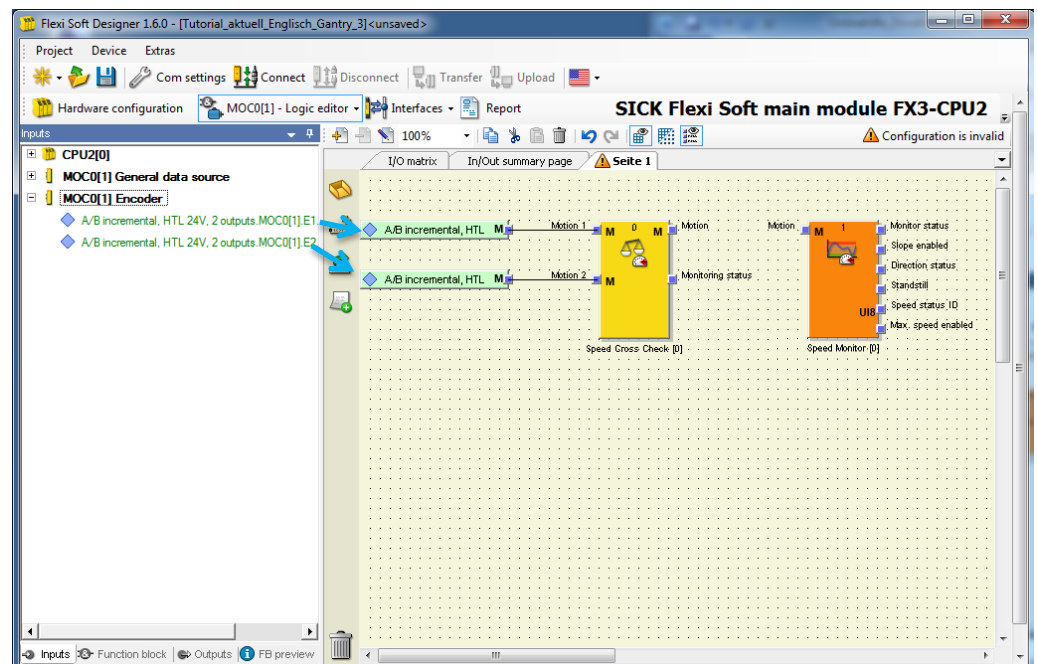 Flexi Soft Designer 1.6.0 - [Tutorial_aktuell_Englisch_Gantry_3]<unsaved>
Project Device Extras
Com settings Connect Disconnect Transfer Upload
Hardware configuration MOC0[1] - Logic editor Interfaces Report SICK Flexi Soft main module FX3-CPU2
Inputs 100% Configuration is invalid
CPU2[0]
MOC0[1] General data source
MOC0[1] Encoder
A/B incremental, HTL 24V, 2 outputs.MOC0[1].E1.
A/B incremental, HTL 24V, 2 outputs.MOC0[1].E2
I/O matrix In/Out summary page Seite 1
A/B incremental, HTL M Motion 1 M 0 M Motion Motion M 1 Monitor status
Slope enabled
Direction status
A/B incremental, HTL M Motion 2 M Monitoring status Standstill
UI8 Speed status ID
Max. speed enabled
Speed Cross Check [0] Speed Monitor [0]
Inputs Function block Outputs FB preview